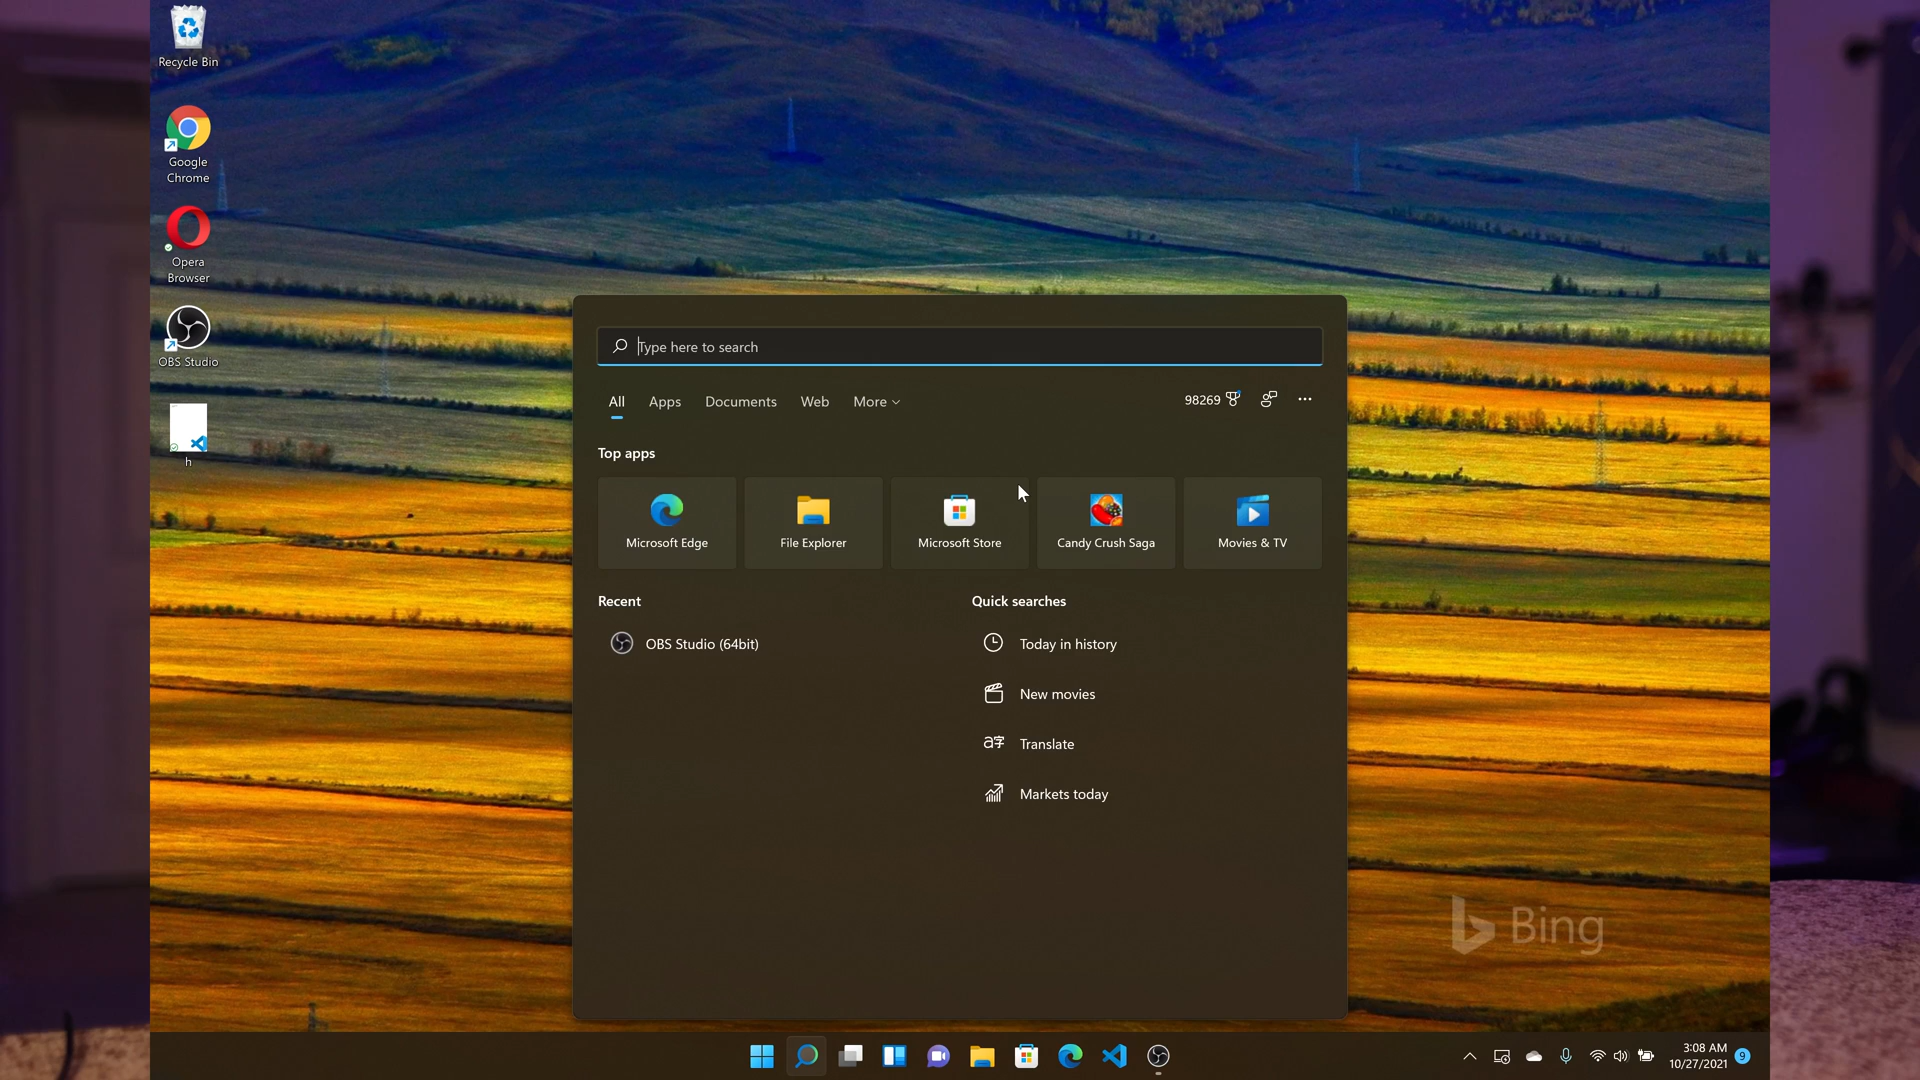 Recycle Bin
Google
Chrome
Opera
Browser
OBS Studio
h
Type here to search
All Apps Documents Web More
98269
Top apps
Microsoft Edge File Explorer Microsoft Store Candy Crush Saga Movies & TV
Recent
OBS Studio (64bit)
Quick searches
Today in history
New movies
Translate
Markets today
Bing
3:08 AM
10/27/2021
9